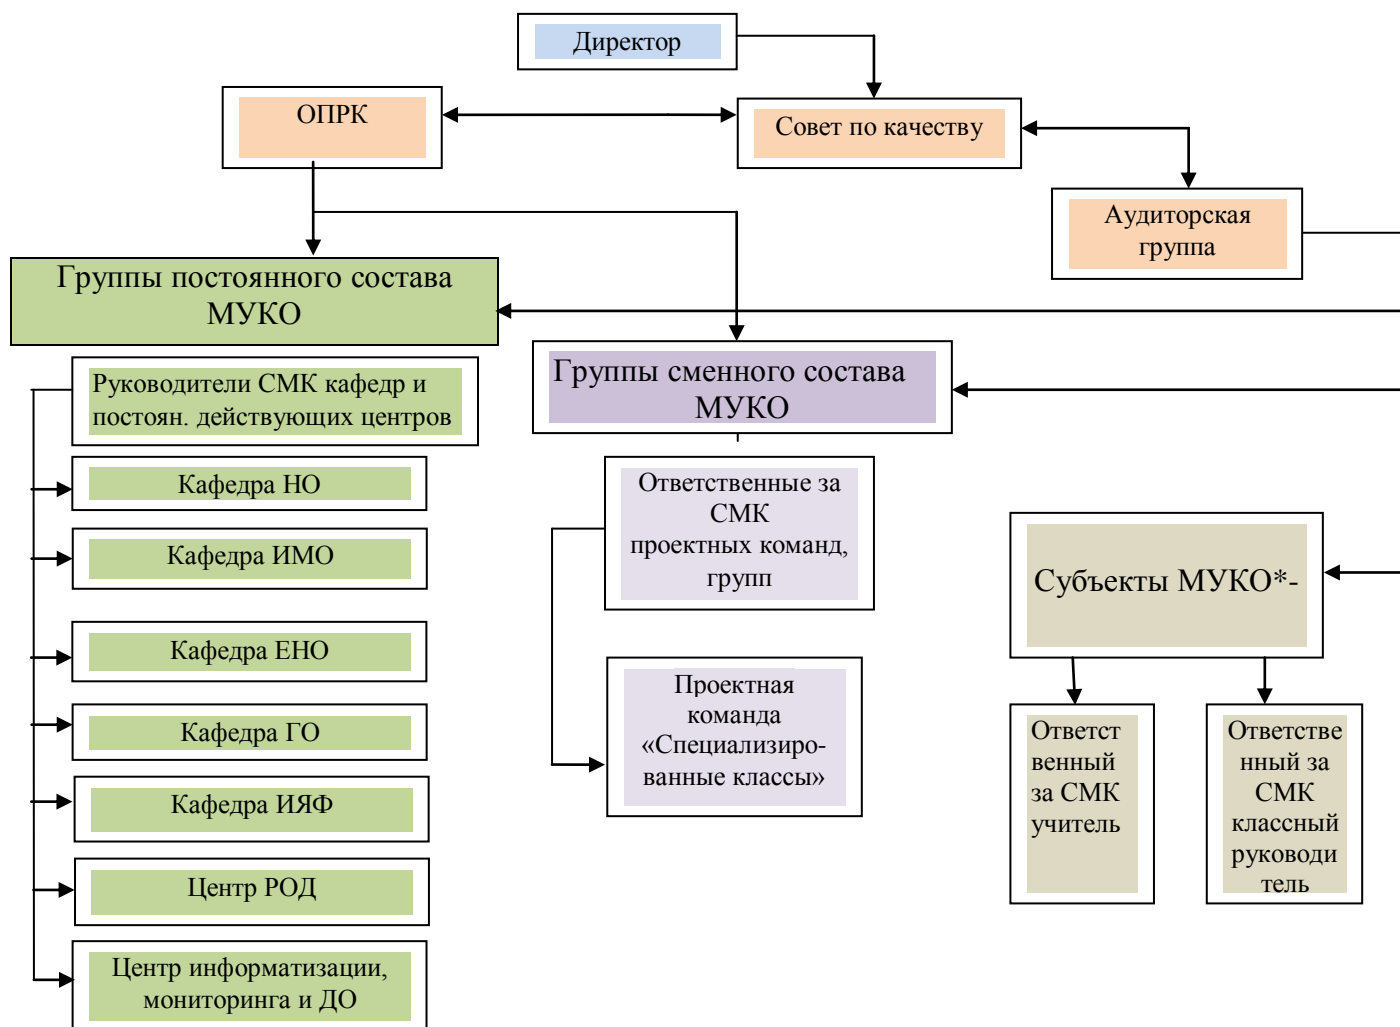 Директор
ОПРК
Совет по качеству
Аудиторская
группа
Группы постоянного состава
МУКО
Руководители СМК кафедр и
постоян. действующих центров
Кафедра НО
Кафедра ИМО
Кафедра ЕНО
Кафедра ГО
Кафедра ИЯФ
Центр РОД
Центр информатизации,
мониторинга и ДО
Группы сменного состава
МУКО
Ответственные за
СМК
проектных команд,
групп
Проектная
команда
«Специализиро-
ванные классы»
Субъекты МУКО*-
Ответст
венный
за СМК
учитель
Ответстве
нный за
СМК
классный
руководи
тель